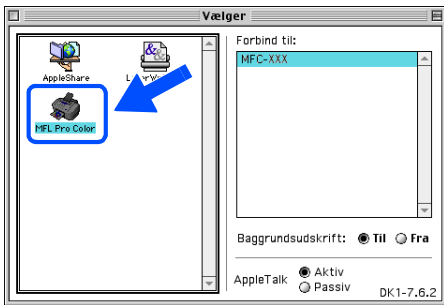 Vælger
AppleShare
MFL Pro Color
Forbind til:
MFC-XXX
Baggrundsudskrift: Til Fra
AppleTalk Aktiv
Passiv
DK1-7.6.2